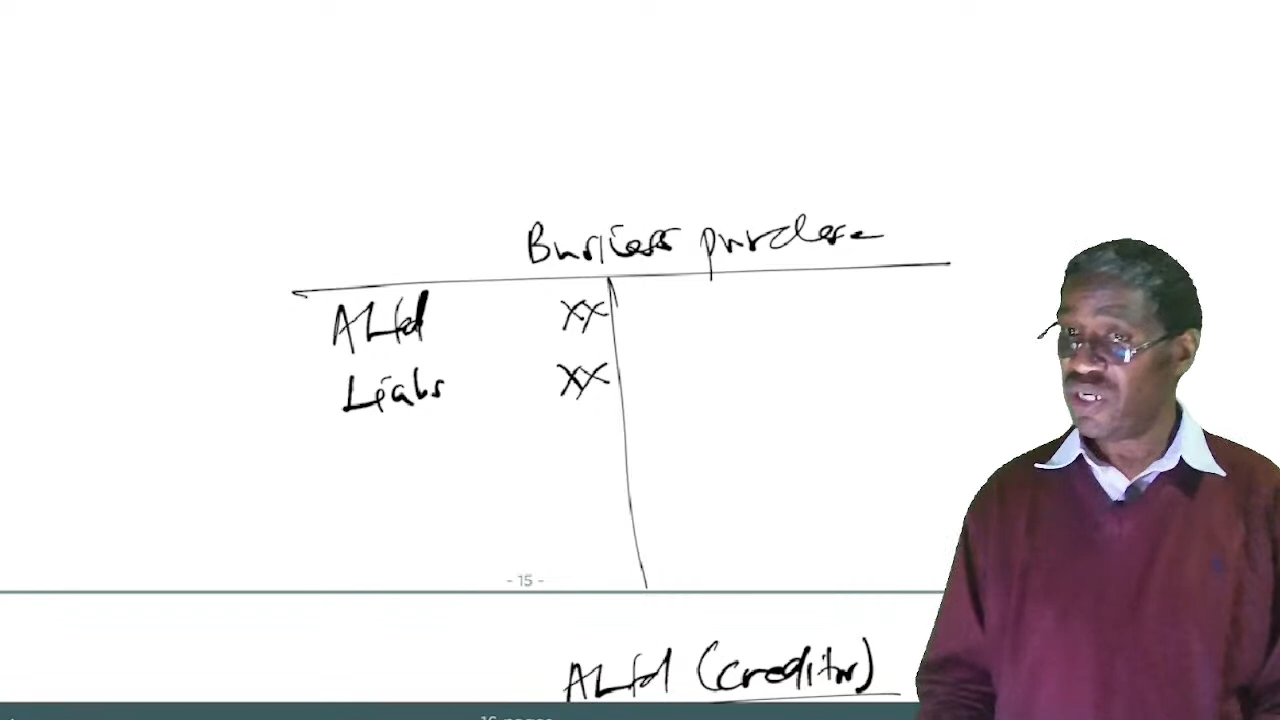 Business purchase
ALtd XX
Liabs XX
- 15 -
ALtd (creditor)